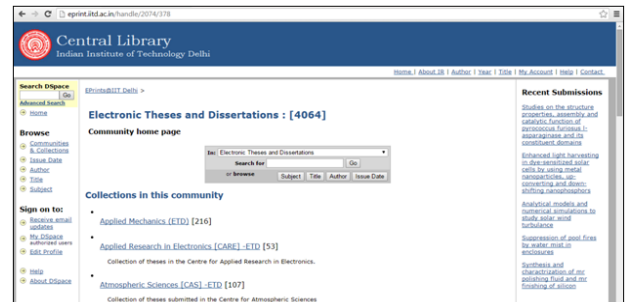 eprint.iitd.ac.in/handle/2074/378
Central Library
Indian Institute of Technology Delhi
Home | About IR | Author | Year | Title | My Account | Help | Contact
Search DSpace
Go
Advanced Search
Home
Browse
Communities
& Collections
Issue Date
Author
Title
Subject
Sign on to:
Receive email
updates
My DSpace
authorized users
Edit Profile
Help
About DSpace
EPrints@IIT Delhi >
Electronic Theses and Dissertations : [4064]
Community home page
In: Electronic Theses and Dissertations
Search for Go
or browse Subject Title Author Issue Date
Collections in this community
Applied Mechanics (ETD) [216]
Applied Research in Electronics [CARE] -ETD [53]
Collection of theses in the Centre for Applied Research in Electronics.
Atmospheric Sciences [CAS] -ETD [107]
Collection of theses submitted in the Centre for Atmospheric Sciences
Recent Submissions
Studies on the structure
properties, assembly and
catalytic function of
pyrococcus furiosus l-
asparaginase and its
constituent domains
Enhanced light harvesting
in dye-sensitized solar
cells by using metal
nanoparticles, up-
converting and down-
shifting nanophosphors
Analytical models and
numerical simulations to
study solar wind
turbulence
Suppression of pool fires
by water mist in
enclosures
Synthesis and
charactrization of mr
polishing fluid and mr
finishing of silicon